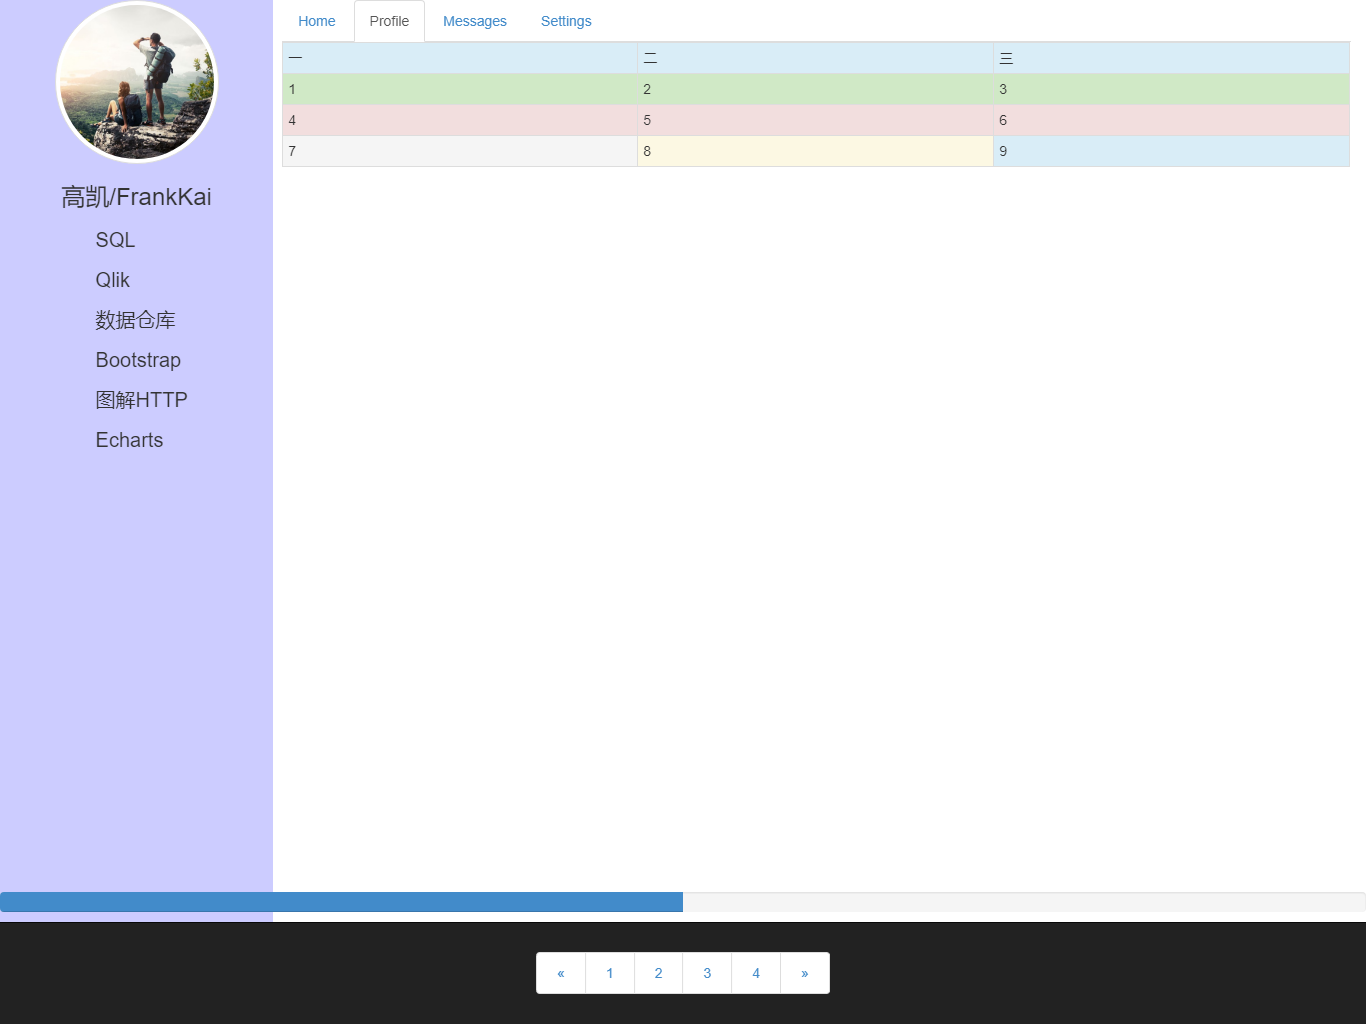 高凯/FrankKai
SQL
Qlik
数据仓库
Bootstrap
图解HTTP
Echarts
Home Profile Messages Settings
一 二 三
1 2 3
4 5 6
7 8 9
« 1 2 3 4 »